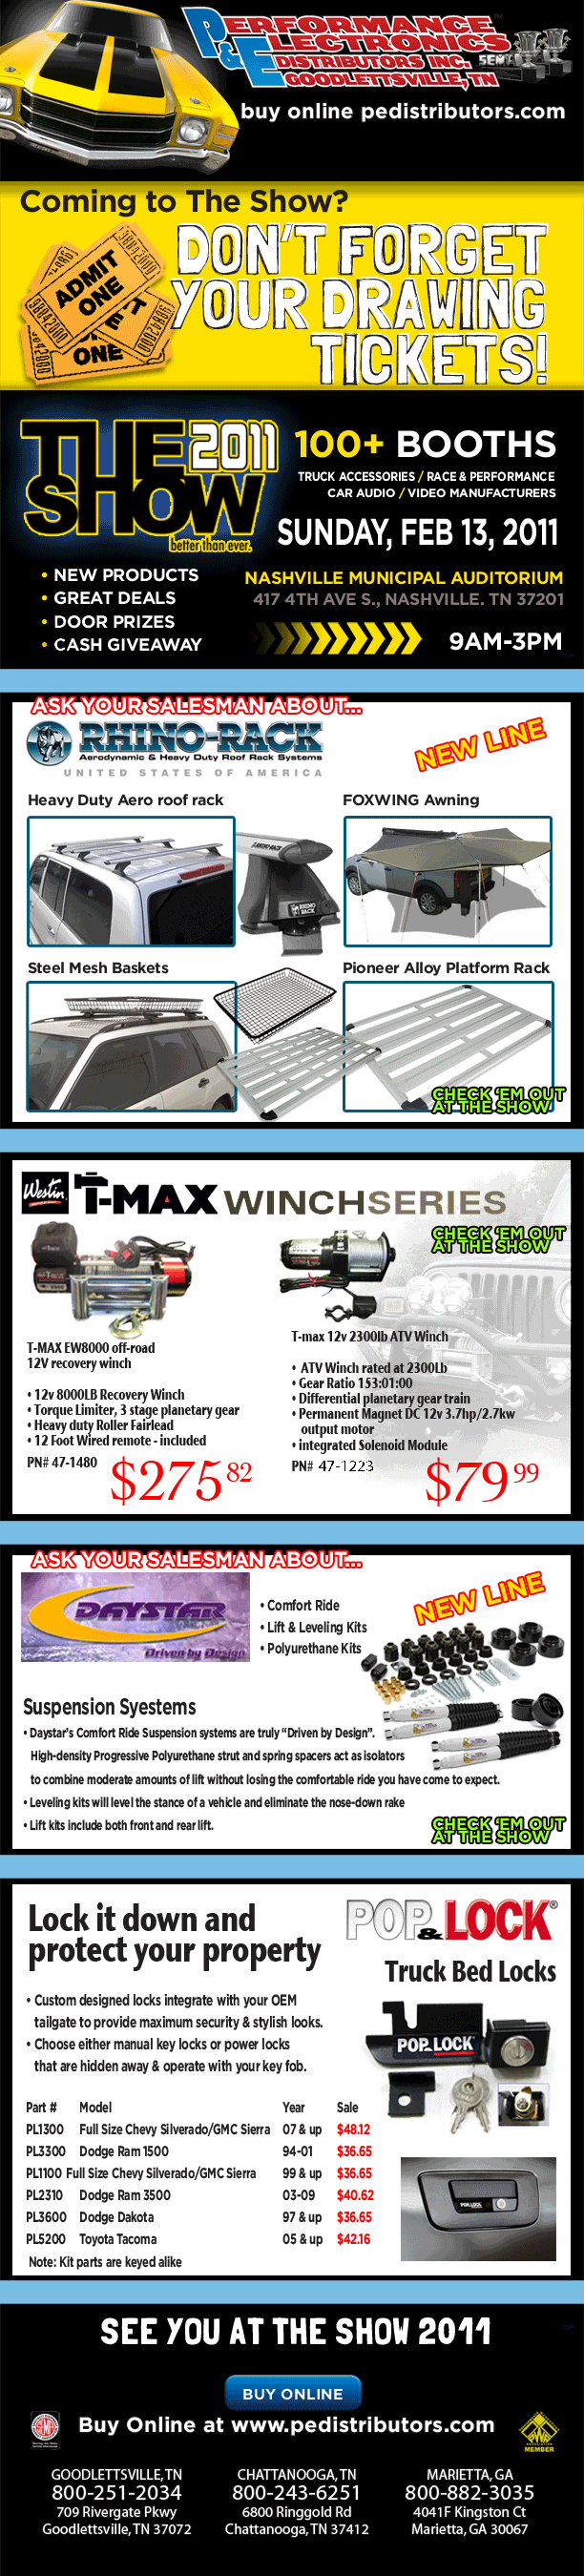 PERFORMANCE
& ELECTRONICS
DISTRIBUTORS INC.
GOODLETTSVILLE, TN
SEMA
buy online pedistributors.com
Coming to The Show?
DON'T FORGET
YOUR DRAWING
TICKETS!
ADMIT
ONE
ONE
THE 2011
SHOW
better than ever.
100+ BOOTHS
TRUCK ACCESSORIES / RACE & PERFORMANCE
CAR AUDIO / VIDEO MANUFACTURERS
SUNDAY, FEB 13, 2011
• NEW PRODUCTS
• GREAT DEALS
• DOOR PRIZES
• CASH GIVEAWAY
NASHVILLE MUNICIPAL AUDITORIUM
417 4TH AVE S., NASHVILLE. TN 37201
9AM-3PM
ASK YOUR SALESMAN ABOUT...
RHINO-RACK
Aerodynamic & Heavy Duty Roof Rack Systems
UNITED STATES OF AMERICA
NEW LINE
Heavy Duty Aero roof rack
FOXWING Awning
RHINO
RACK
Steel Mesh Baskets
Pioneer Alloy Platform Rack
CHECK 'EM OUT
AT THE SHOW
Westin T-MAX WINCHSERIES
CHECK 'EM OUT
AT THE SHOW
T-MAX EW8000 off-road
12V recovery winch
• 12v 8000LB Recovery Winch
• Torque Limiter, 3 stage planetary gear
• Heavy duty Roller Fairlead
• 12 Foot Wired remote - included
PN# 47-1480
$275 82
T-max 12v 2300lb ATV Winch
• ATV Winch rated at 2300Lb
• Gear Ratio 153:01:00
• Differential planetary gear train
• Permanent Magnet DC 12v 3.7hp/2.7kw
output motor
• integrated Solenoid Module
PN# 47-1223
$79 99
ASK YOUR SALESMAN ABOUT...
DAYSTAR
Driven by Design
• Comfort Ride
• Lift & Leveling Kits
• Polyurethane Kits
NEW LINE
Suspension Syestems
• Daystar's Comfort Ride Suspension systems are truly “Driven by Design”.
High-density Progressive Polyurethane strut and spring spacers act as isolators
to combine moderate amounts of lift without losing the comfortable ride you have come to expect.
• Leveling kits will level the stance of a vehicle and eliminate the nose-down rake
• Lift kits include both front and rear lift.
CHECK 'EM OUT
AT THE SHOW
Lock it down and
protect your property
POP & LOCK®
Truck Bed Locks
• Custom designed locks integrate with your OEM
tailgate to provide maximum security & stylish looks.
• Choose either manual key locks or power locks
that are hidden away & operate with your key fob.
POP & LOCK
Part # Model Year Sale
PL1300 Full Size Chevy Silverado/GMC Sierra 07 & up $48.12
PL3300 Dodge Ram 1500 94-01 $36.65
PL1100 Full Size Chevy Silverado/GMC Sierra 99 & up $36.65
PL2310 Dodge Ram 3500 03-09 $40.62
PL3600 Dodge Dakota 97 & up $36.65
PL5200 Toyota Tacoma 05 & up $42.16
Note: Kit parts are keyed alike
POP & LOCK
SEE YOU AT THE SHOW 2011
BUY ONLINE
Buy Online at www.pedistributors.com
SEMA
MEMBER
GOODLETTSVILLE, TN
800-251-2034
709 Rivergate Pkwy
Goodlettsville, TN 37072
CHATTANOOGA, TN
800-243-6251
6800 Ringgold Rd
Chattanooga, TN 37412
MARIETTA, GA
800-882-3035
4041F Kingston Ct
Marietta, GA 30067